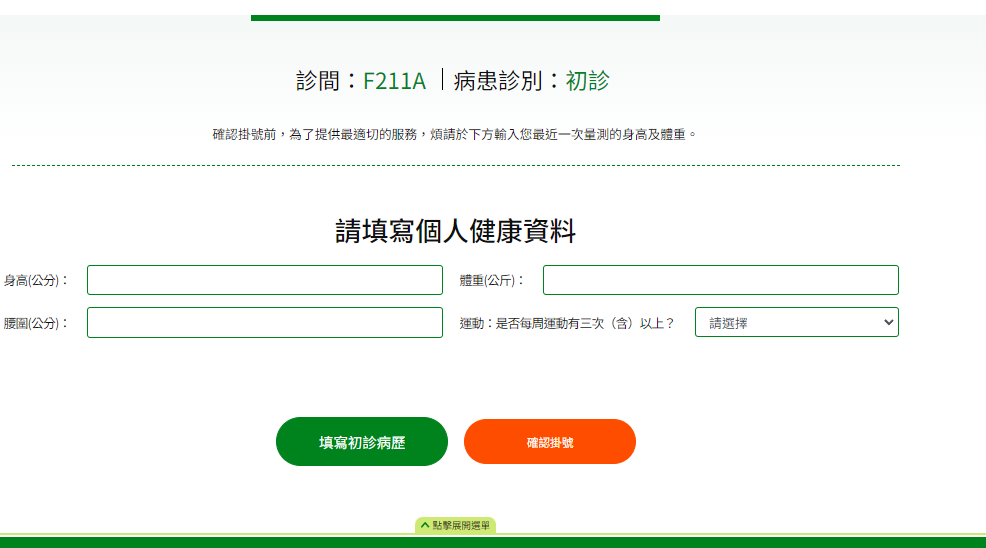 診間：F211A｜病患診別：初診
確認掛號前，為了提供最適切的服務，煩請於下方輸入您最近一次量測的身高及體重。
請填寫個人健康資料
身高(公分)： 體重(公斤)：
腰圍(公分)： 運動：是否每周運動有三次（含）以上？ 請選擇
填寫初診病歷 確認掛號
點擊展開選單